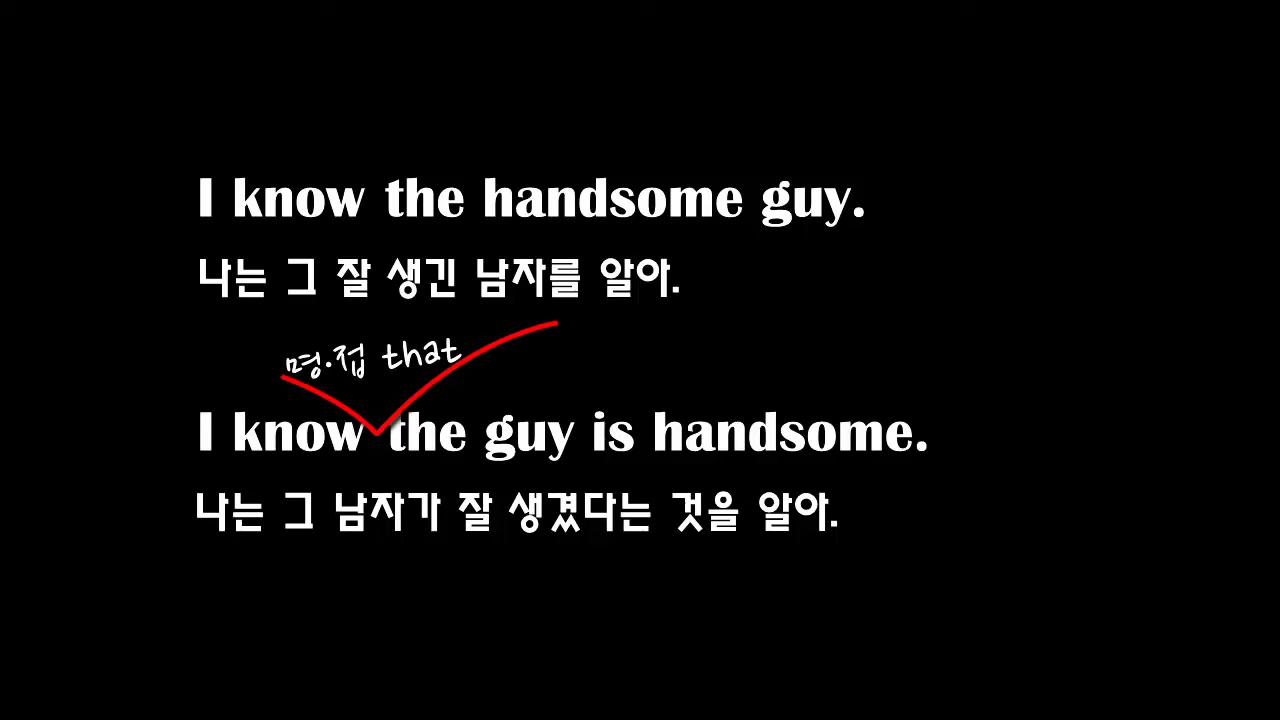 I know the handsome guy.
나는 그 잘 생긴 남자를 알아.
명·접 that
I know the guy is handsome.
나는 그 남자가 잘 생겼다는 것을 알아.